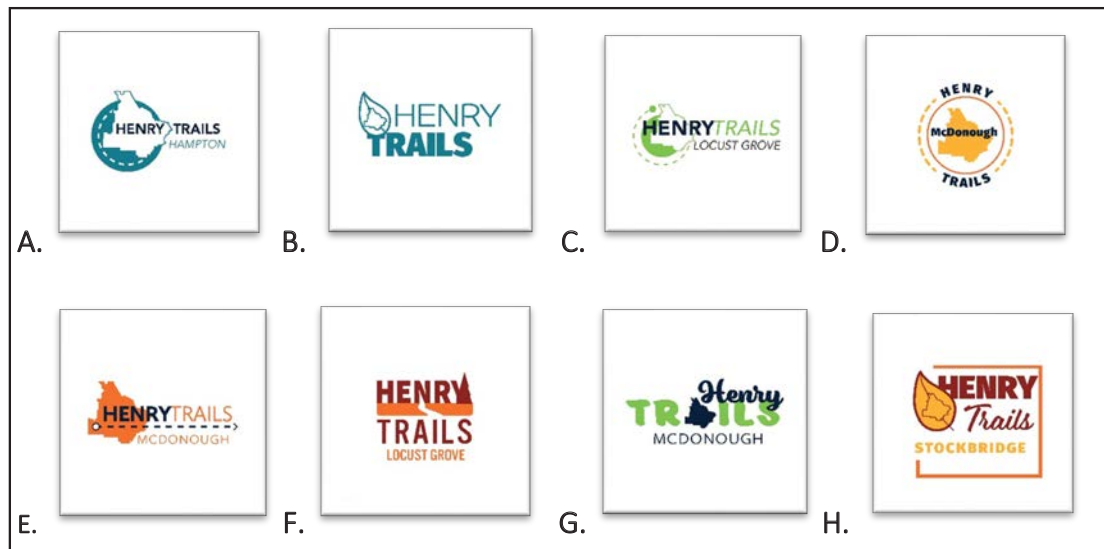 HENRY TRAILS
HAMPTON
A.
HENRY
TRAILS
B.
HENRYTRAILS
LOCUST GROVE
C.
HENRY
McDonough
TRAILS
D.
HENRYTRAILS
MCDONOUGH
E.
HENRY
TRAILS
LOCUST GROVE
F.
Henry
TRAILS
MCDONOUGH
G.
HENRY
Trails
STOCKBRIDGE
H.